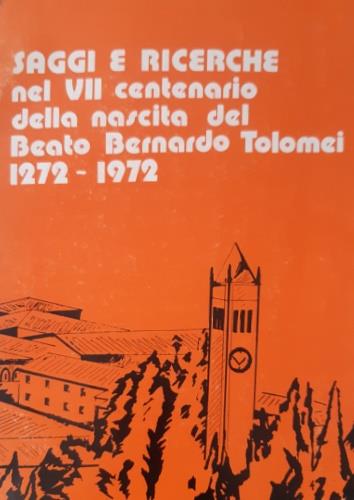 SAGGI E RICERCHE
nel VII centenario
della nascita del
Beato Bernardo Tolomei
1272 - 1972